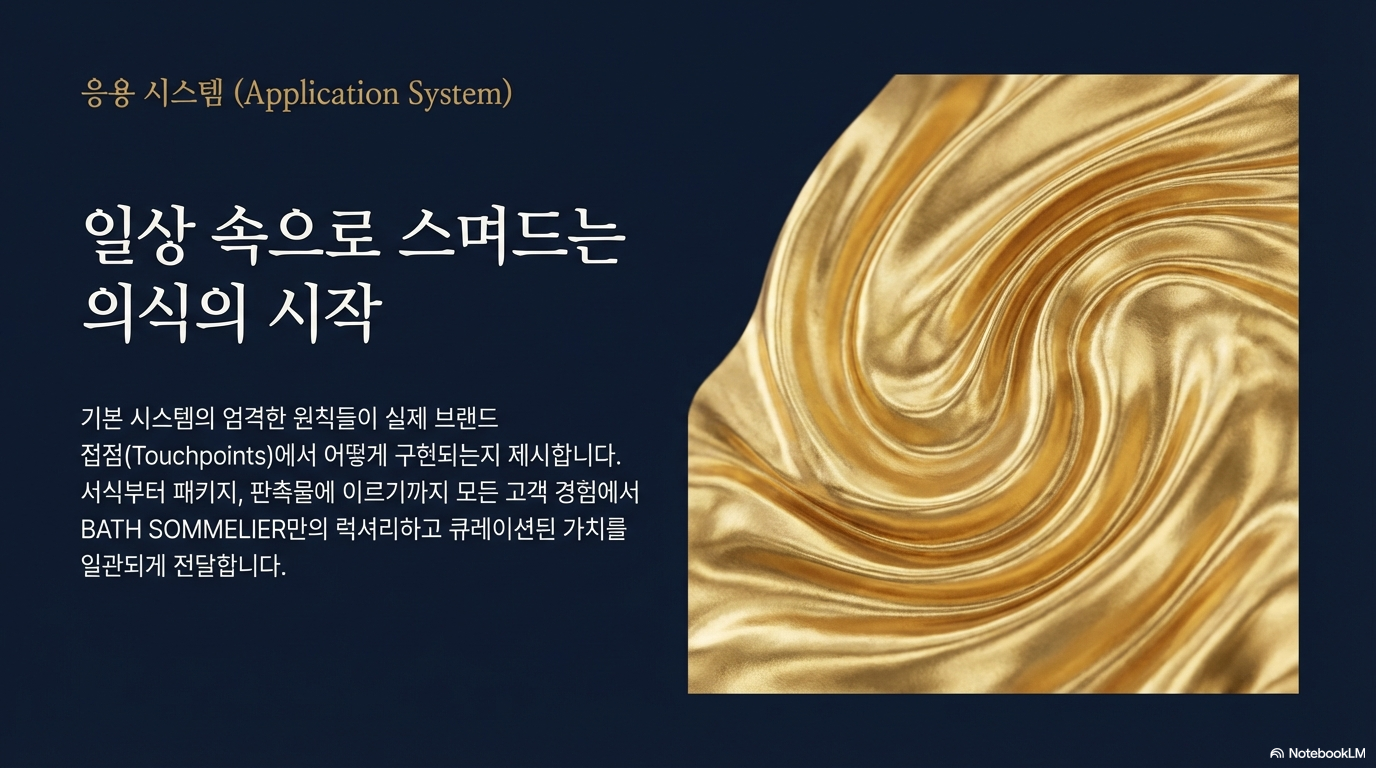 응용 시스템 (Application System)
일상 속으로 스며드는
의식의 시작
기본 시스템의 엄격한 원칙들이 실제 브랜드
접점(Touchpoints)에서 어떻게 구현되는지 제시합니다.
서식부터 패키지, 판촉물에 이르기까지 모든 고객 경험에서
BATH SOMMELIER만의 럭셔리하고 큐레이션된 가치를
일관되게 전달합니다.
NotebookLM